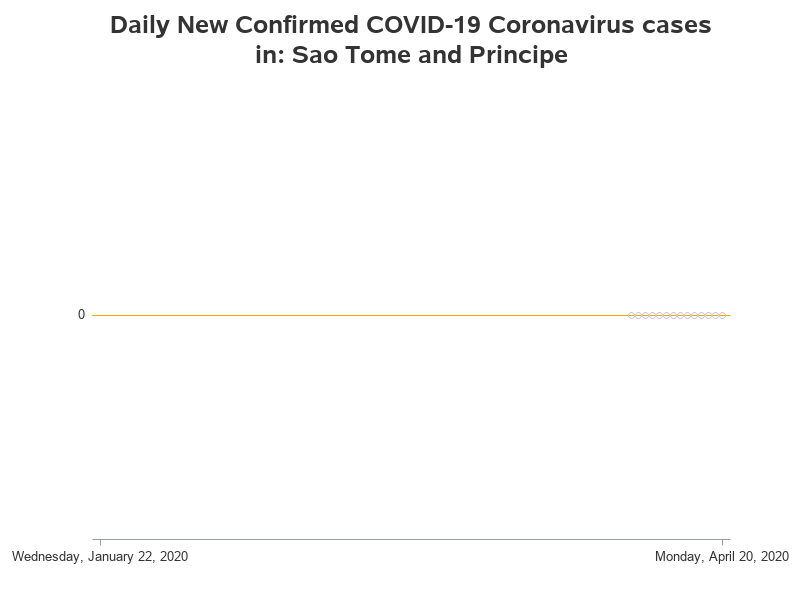 Daily New Confirmed COVID-19 Coronavirus cases
in: Sao Tome and Principe
0
Wednesday, January 22, 2020
Monday, April 20, 2020